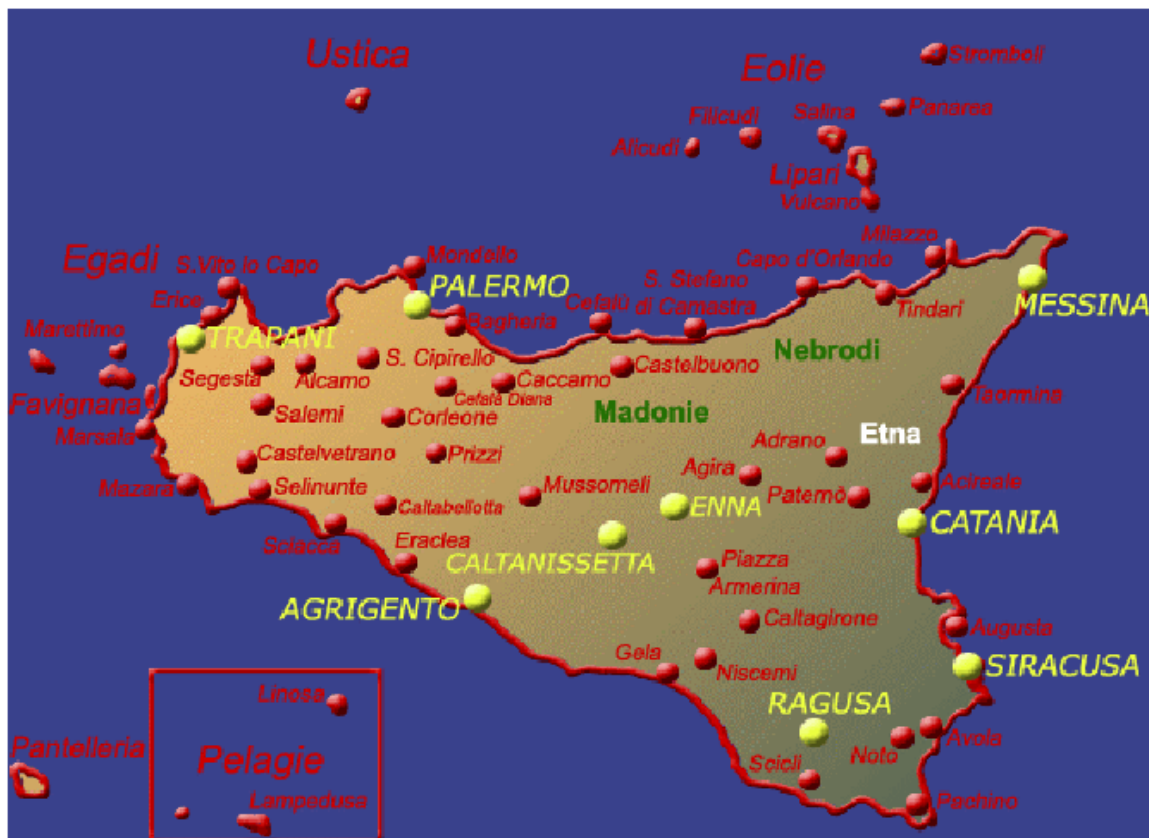 Ustica
Eolie
Stromboli
Filicudi
Salina
Panarea
Alicudi
Lipari
Vulcano
Egadi
S.Vito lo Capo
Mondello
Milazzo
Erice
PALERMO
S. Stefano
di Camastra
Capo d'Orlando
MESSINA
Marettimo
TRAPANI
Bagheria
Cefalù
Tindari
Segesta
Alcamo
S. Cipirello
Caccamo
Castelbuono
Nebrodi
Favignana
Salemi
Cefalà Diana
Corleone
Madonie
Taormina
Marsala
Castelvetrano
Prizzi
Adrano
Etna
Mazara
Selinunte
Caltabellotta
Mussomeli
Agira
Paternò
Acireale
ENNA
CATANIA
Sciacca
Eraclea
CALTANISSETTA
Piazza
Armerina
AGRIGENTO
Caltagirone
Augusta
Gela
Niscemi
SIRACUSA
Linosa
RAGUSA
Pantelleria
Pelagie
Scicli
Noto
Avola
Lampedusa
Pachino